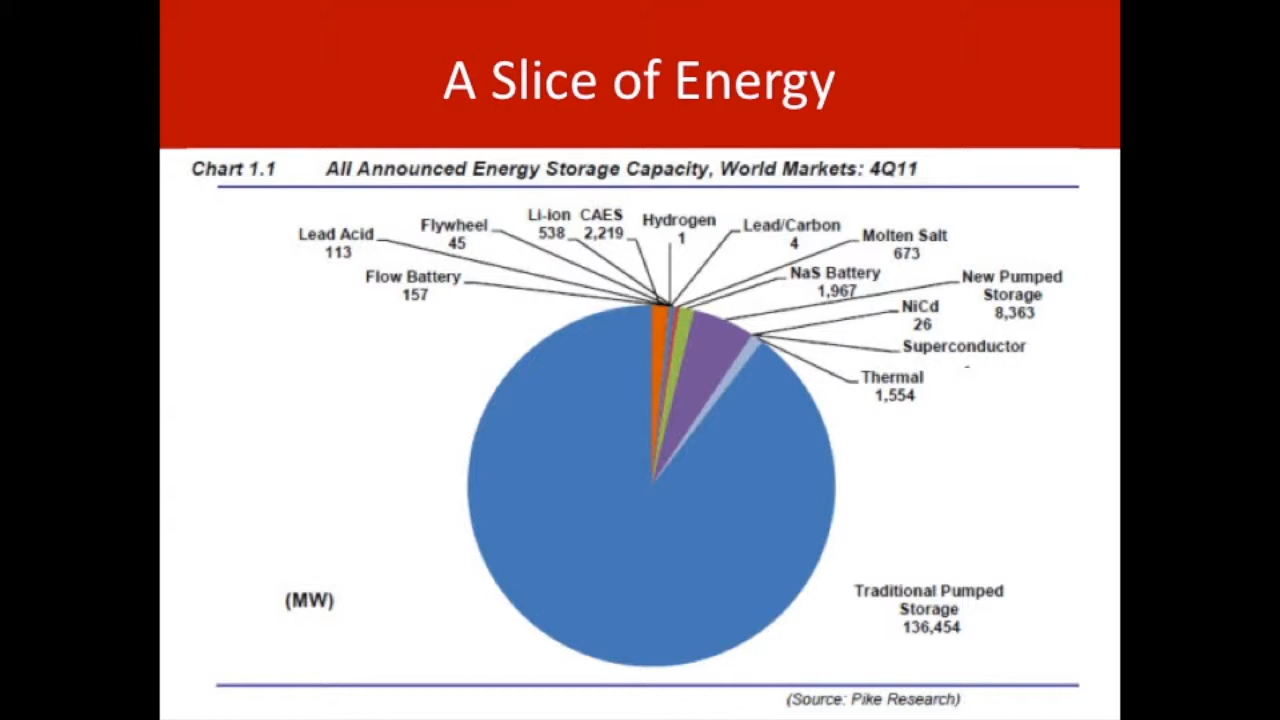 A Slice of Energy
Chart 1.1 All Announced Energy Storage Capacity, World Markets: 4Q11
Lead Acid
113
Flow Battery
157
Flywheel
45
Li-ion
538
CAES
2,219
Hydrogen
1
Lead/Carbon
4
Molten Salt
673
NaS Battery
1,967
New Pumped
Storage
8,363
NiCd
26
Superconductor
-
Thermal
1,554
Traditional Pumped
Storage
136,454
(MW)
(Source: Pike Research)